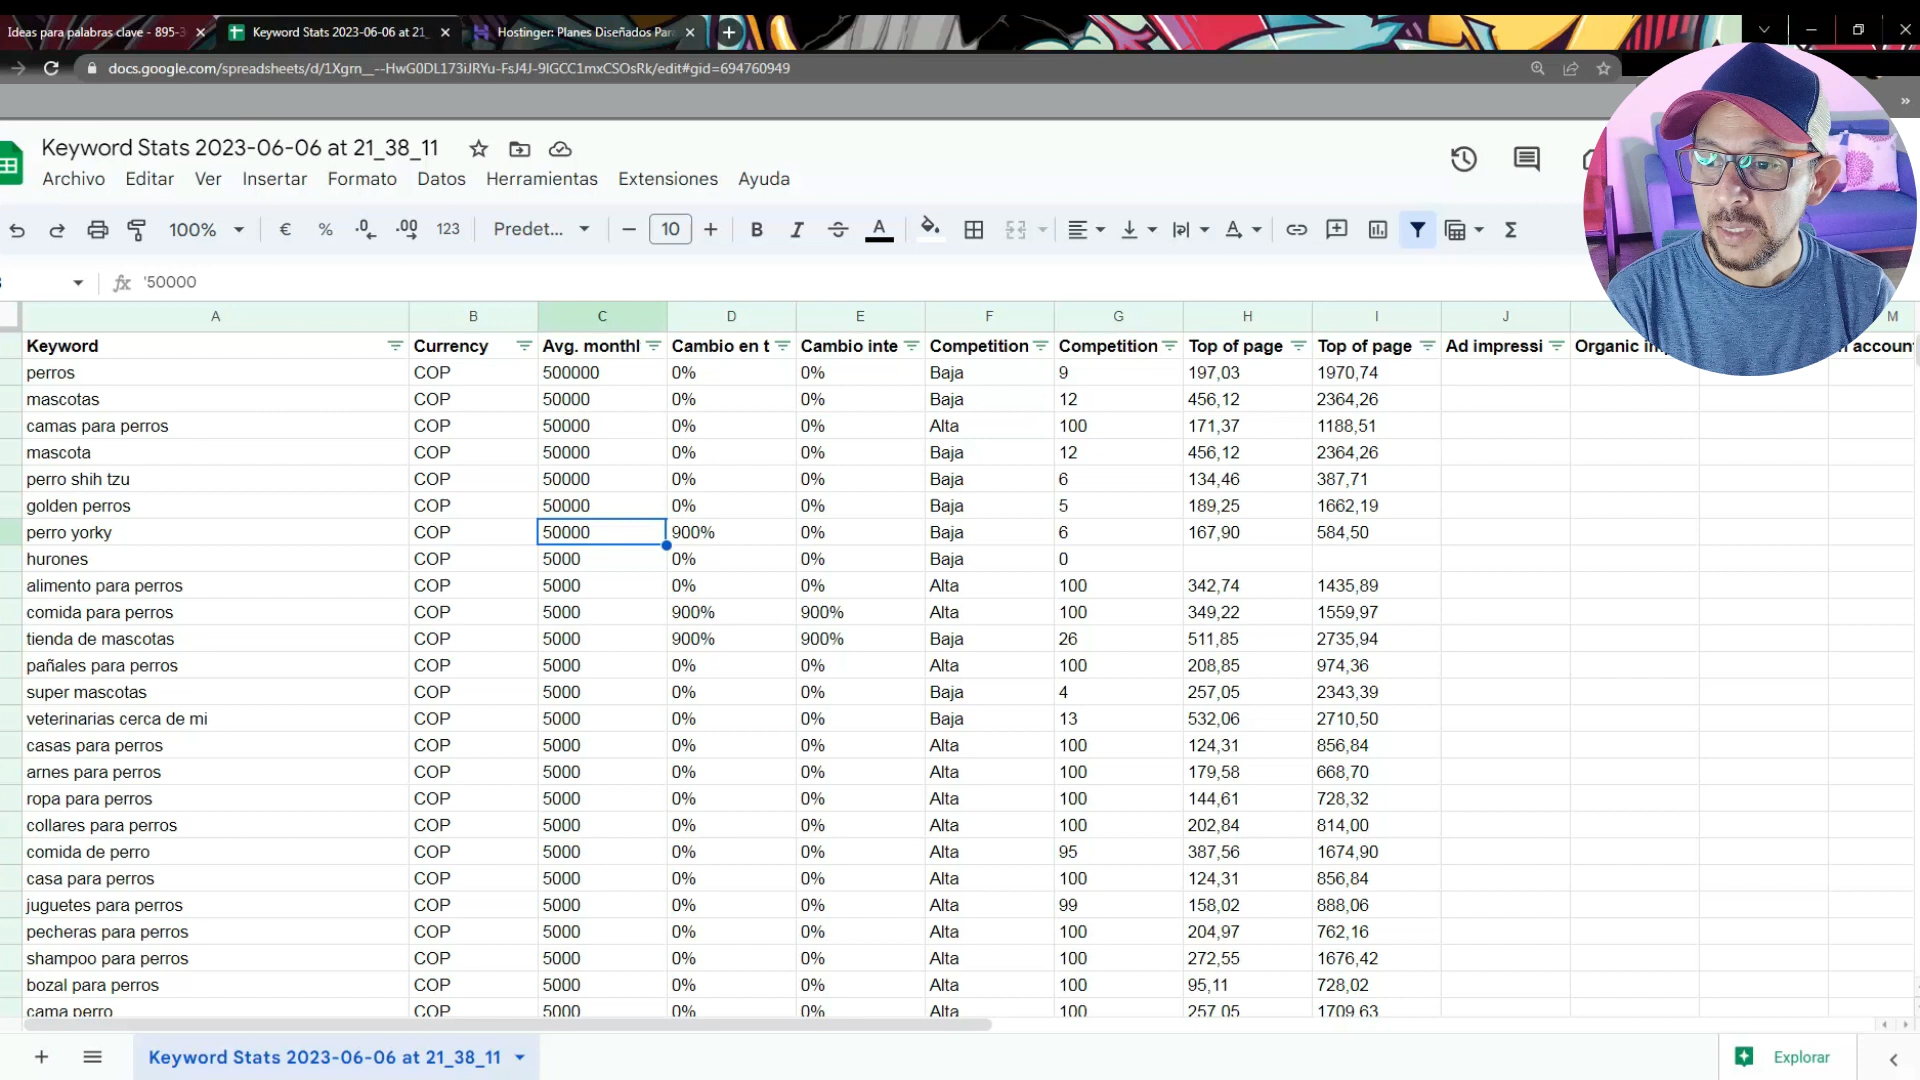 Ideas para palabras clave - 895-3
Keyword Stats 2023-06-06 at 21_
Hostinger: Planes Diseñados Par
docs.google.com/spreadsheets/d/1Xgrn__--HwG0DL173iJRYu-FsJ4J-9lGCC1mxCSOsRk/edit#gid=694760949
Keyword Stats 2023-06-06 at 21_38_11
Archivo Editar Ver Insertar Formato Datos Herramientas Extensiones Ayuda
100% € % .0 .00 123 Predet... − 10 + B I A Σ
fx '50000
A B C D E F G H I J M
Keyword Currency Avg. monthl Cambio en t Cambio inte Competition Competition Top of page Top of page Ad impressi Organic accoun
perros COP 500000 0% 0% Baja 9 197,03 1970,74
mascotas COP 50000 0% 0% Baja 12 456,12 2364,26
camas para perros COP 50000 0% 0% Alta 100 171,37 1188,51
mascota COP 50000 0% 0% Baja 12 456,12 2364,26
perro shih tzu COP 50000 0% 0% Baja 6 134,46 387,71
golden perros COP 50000 0% 0% Baja 5 189,25 1662,19
perro yorky COP 50000 900% 0% Baja 6 167,90 584,50
hurones COP 5000 0% 0% Baja 0
alimento para perros COP 5000 0% 0% Alta 100 342,74 1435,89
comida para perros COP 5000 900% 900% Alta 100 349,22 1559,97
tienda de mascotas COP 5000 900% 900% Baja 26 511,85 2735,94
pañales para perros COP 5000 0% 0% Alta 100 208,85 974,36
super mascotas COP 5000 0% 0% Baja 4 257,05 2343,39
veterinarias cerca de mi COP 5000 0% 0% Baja 13 532,06 2710,50
casas para perros COP 5000 0% 0% Alta 100 124,31 856,84
arnes para perros COP 5000 0% 0% Alta 100 179,58 668,70
ropa para perros COP 5000 0% 0% Alta 100 144,61 728,32
collares para perros COP 5000 0% 0% Alta 100 202,84 814,00
comida de perro COP 5000 0% 0% Alta 95 387,56 1674,90
casa para perros COP 5000 0% 0% Alta 100 124,31 856,84
juguetes para perros COP 5000 0% 0% Alta 99 158,02 888,06
pecheras para perros COP 5000 0% 0% Alta 100 204,97 762,16
shampoo para perros COP 5000 0% 0% Alta 100 272,55 1676,42
bozal para perros COP 5000 0% 0% Alta 100 95,11 728,02
cama perro COP 5000 0% 0% Alta 100 257,05 1709,63
Keyword Stats 2023-06-06 at 21_38_11
Explorar